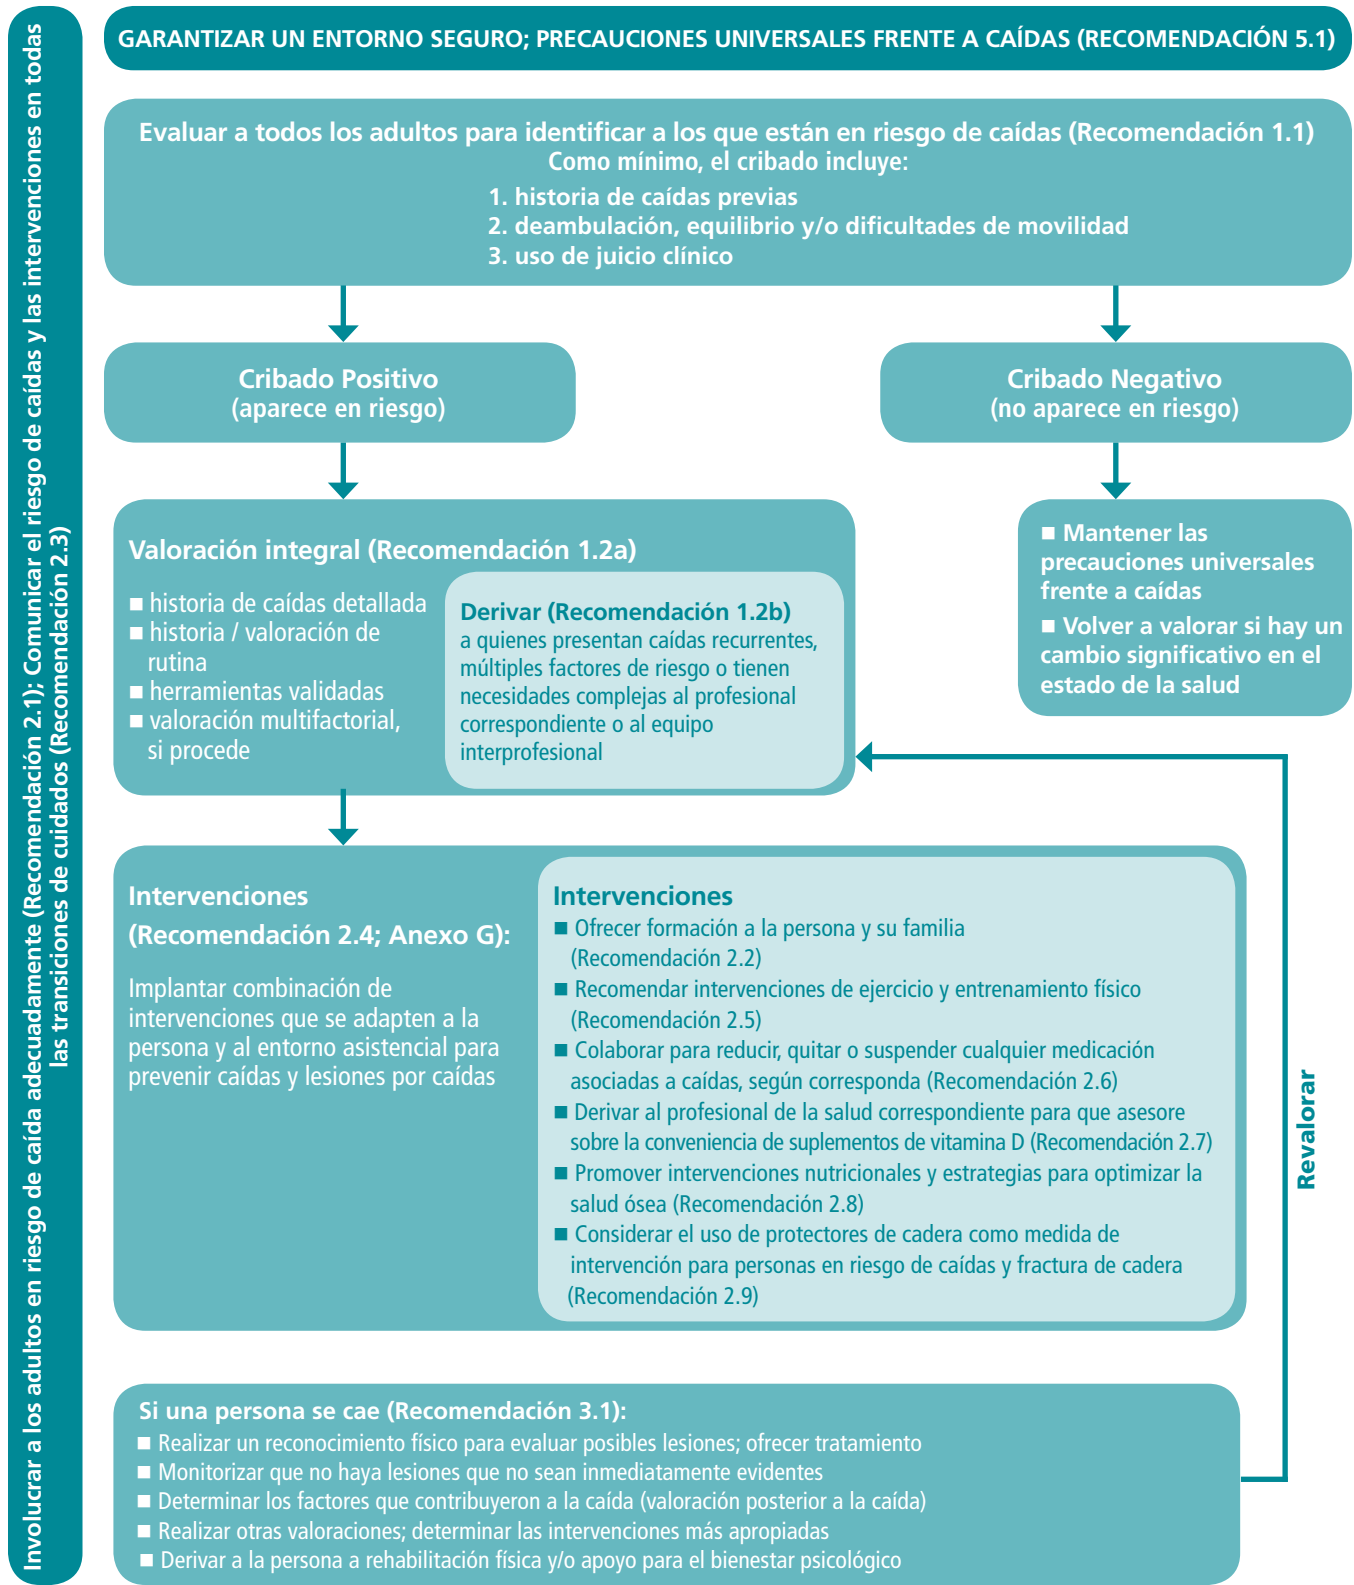 Involucrar a los adultos en riesgo de caída adecuadamente (Recomendación 2.1); Comunicar el riesgo de caídas y las intervenciones en todas
las transiciones de cuidados (Recomendación 2.3)
GARANTIZAR UN ENTORNO SEGURO; PRECAUCIONES UNIVERSALES FRENTE A CAÍDAS (RECOMENDACIÓN 5.1)
Evaluar a todos los adultos para identificar a los que están en riesgo de caídas (Recomendación 1.1)
Como mínimo, el cribado incluye:
1. historia de caídas previas
2. deambulación, equilibrio y/o dificultades de movilidad
3. uso de juicio clínico
Cribado Positivo
(aparece en riesgo)
Cribado Negativo
(no aparece en riesgo)
Valoración integral (Recomendación 1.2a)
■ historia de caídas detallada
■ historia / valoración de
rutina
■ herramientas validadas
■ valoración multifactorial,
si procede
Derivar (Recomendación 1.2b)
a quienes presentan caídas recurrentes,
múltiples factores de riesgo o tienen
necesidades complejas al profesional
correspondiente o al equipo
interprofesional
■ Mantener las
precauciones universales
frente a caídas
■ Volver a valorar si hay un
cambio significativo en el
estado de la salud
Intervenciones
(Recomendación 2.4; Anexo G):
Implantar combinación de
intervenciones que se adapten a la
persona y al entorno asistencial para
prevenir caídas y lesiones por caídas
Intervenciones
■ Ofrecer formación a la persona y su familia
(Recomendación 2.2)
■ Recomendar intervenciones de ejercicio y entrenamiento físico
(Recomendación 2.5)
■ Colaborar para reducir, quitar o suspender cualquier medicación
asociadas a caídas, según corresponda (Recomendación 2.6)
■ Derivar al profesional de la salud correspondiente para que asesore
sobre la conveniencia de suplementos de vitamina D (Recomendación 2.7)
■ Promover intervenciones nutricionales y estrategias para optimizar la
salud ósea (Recomendación 2.8)
■ Considerar el uso de protectores de cadera como medida de
intervención para personas en riesgo de caídas y fractura de cadera
(Recomendación 2.9)
Revalorar
Si una persona se cae (Recomendación 3.1):
■ Realizar un reconocimiento físico para evaluar posibles lesiones; ofrecer tratamiento
■ Monitorizar que no haya lesiones que no sean inmediatamente evidentes
■ Determinar los factores que contribuyeron a la caída (valoración posterior a la caída)
■ Realizar otras valoraciones; determinar las intervenciones más apropiadas
■ Derivar a la persona a rehabilitación física y/o apoyo para el bienestar psicológico